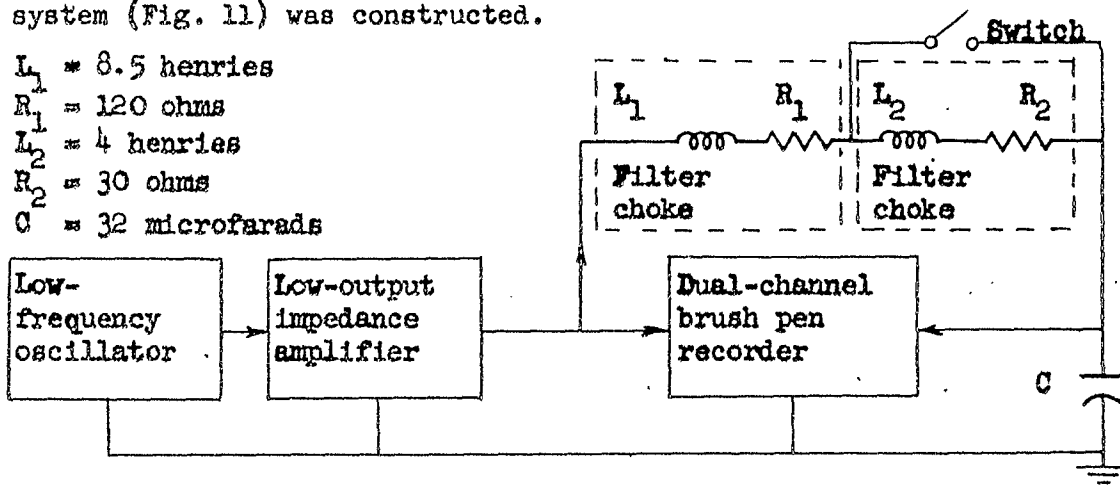 system (Fig. 11) was constructed.
L1 = 8.5 henries
R1 = 120 ohms
L2 = 4 henries
R2 = 30 ohms
C = 32 microfarads
Switch
L1 R1 L2 R2
Filter choke
Filter choke
Low-
frequency
oscillator
Low-output
impedance
amplifier
Dual-channel
brush pen
recorder
C